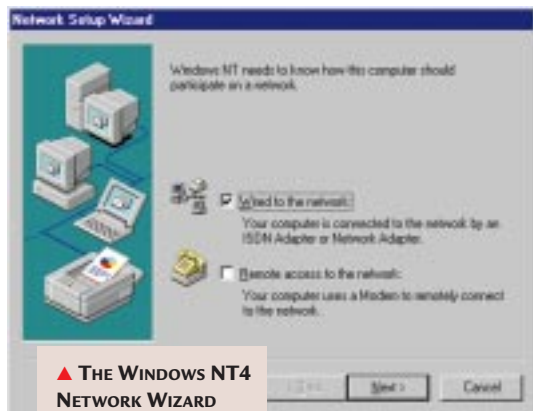 Network Setup Wizard
Windows NT needs to know how this computer should
participate on a network.
Wired to the network:
Your computer is connected to the network by an
ISDN Adapter or Network Adapter.
Remote access to the network:
Your computer uses a Modem to remotely connect
to the network.
Next >
Cancel
▲ THE WINDOWS NT4
NETWORK WIZARD